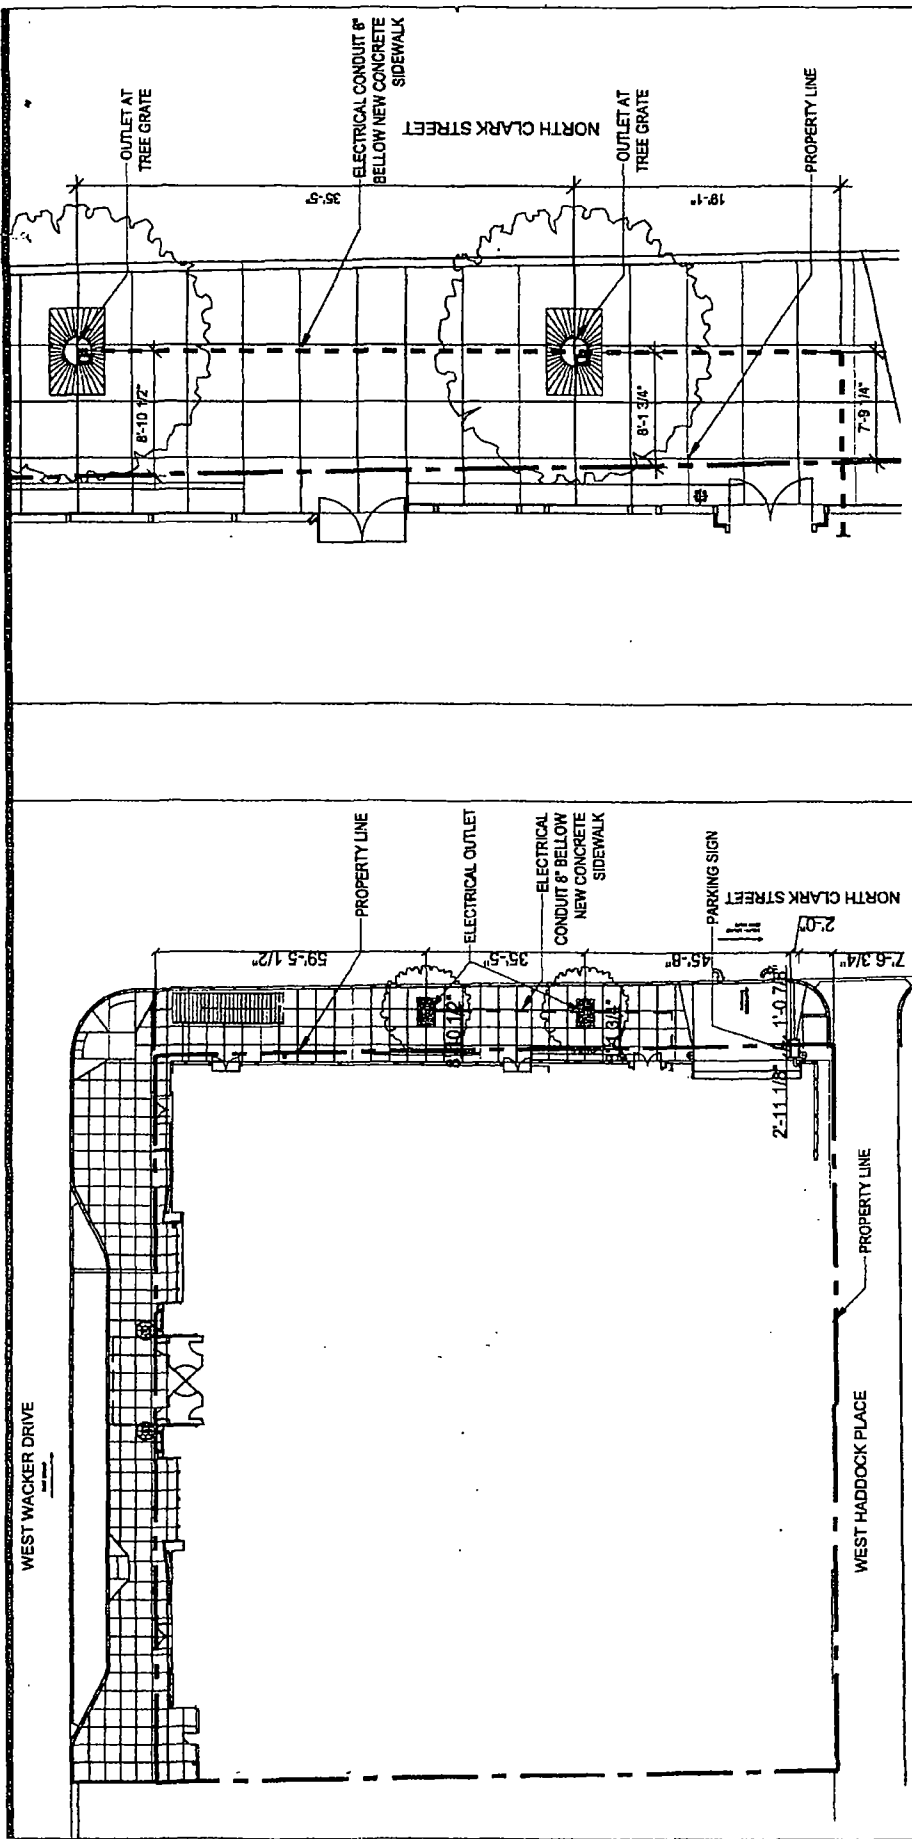 OUTLET AT
TREE GRATE
ELECTRICAL CONDUIT 8"
BELLOW NEW CONCRETE
SIDEWALK
NORTH CLARK STREET
OUTLET AT
TREE GRATE
PROPERTY LINE
35'-5"
8'-10 1/2"
8'-1 3/4"
7'-9 1/4"
WEST WACKER DRIVE
PROPERTY LINE
ELECTRICAL OUTLET
ELECTRICAL
CONDUIT 8" BELLOW
NEW CONCRETE
SIDEWALK
PARKING SIGN
NORTH CLARK STREET
59'-5 1/2"
35'-5"
45'-8"
2'-0"
7'-6 3/4"
1'-0 7/8"
2'-11 1/8"
PROPERTY LINE
WEST HADDOCK PLACE